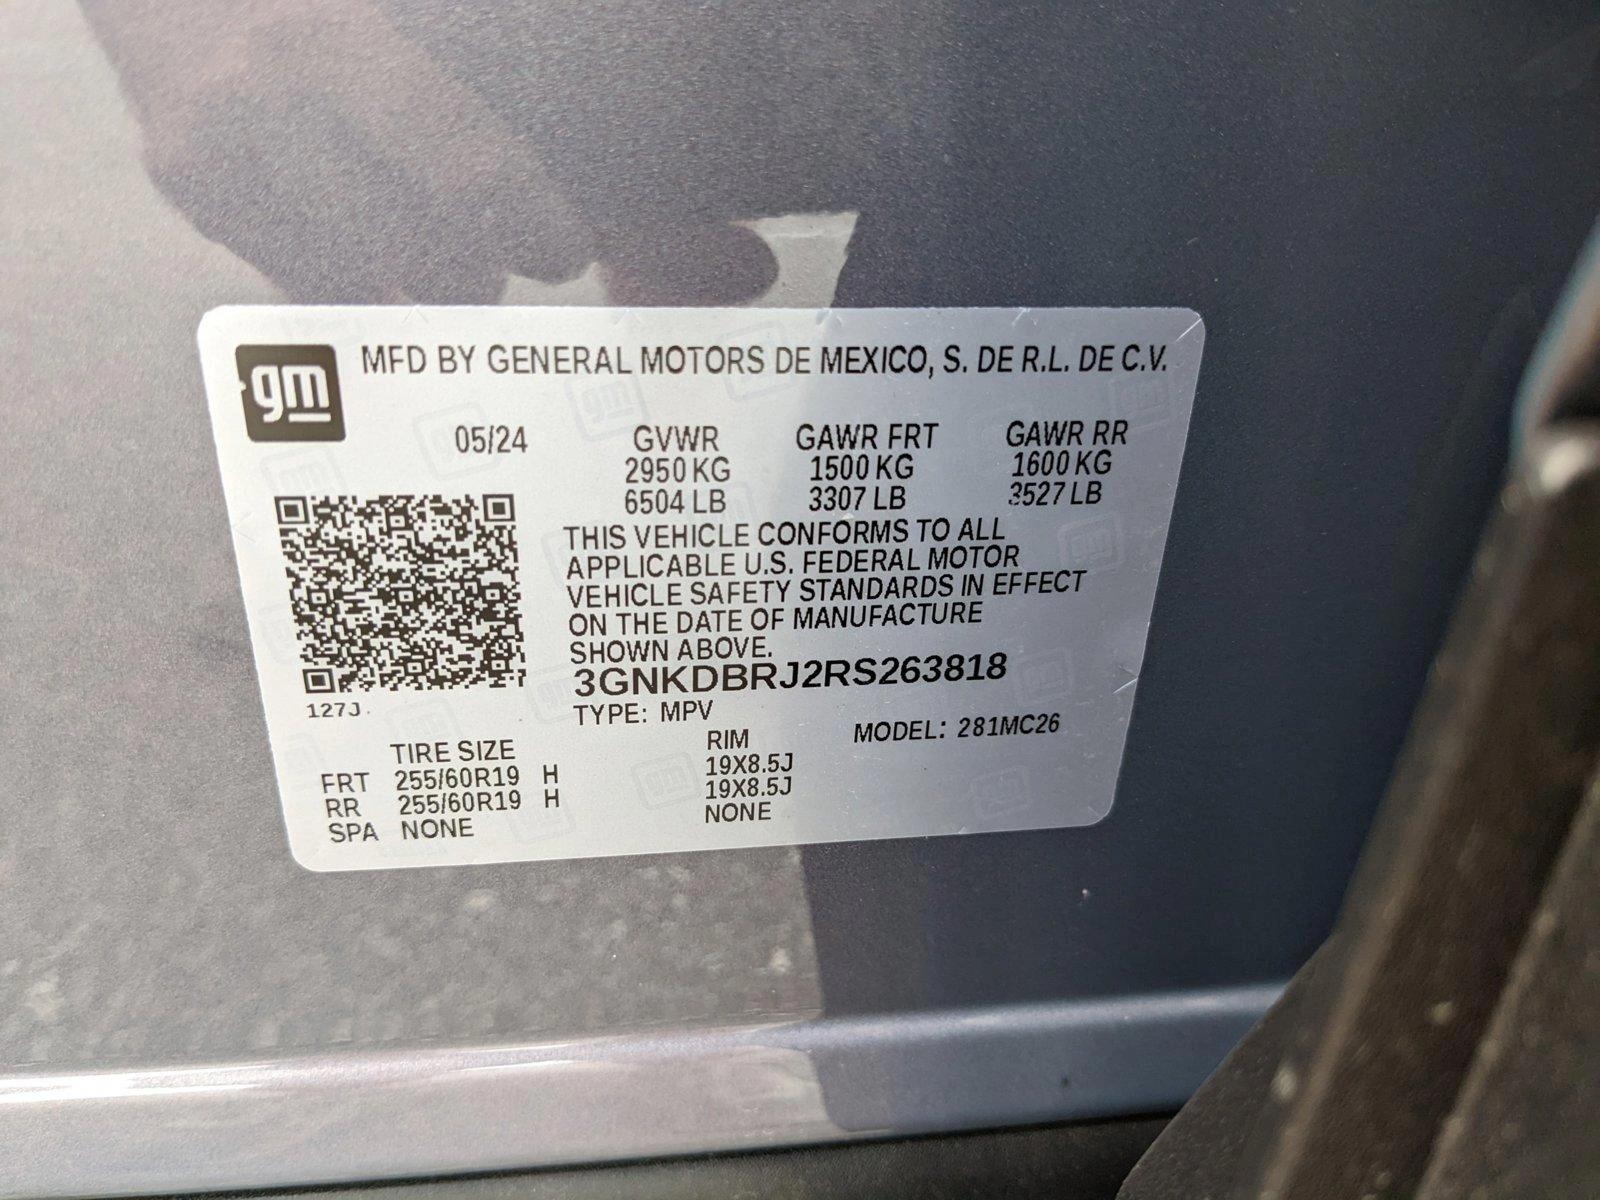 gm
MFD BY GENERAL MOTORS DE MEXICO, S. DE R.L. DE C.V.
05/24 GVWR GAWR FRT GAWR RR
2950 KG 1500 KG 1600 KG
6504 LB 3307 LB 3527 LB
THIS VEHICLE CONFORMS TO ALL
APPLICABLE U.S. FEDERAL MOTOR
VEHICLE SAFETY STANDARDS IN EFFECT
ON THE DATE OF MANUFACTURE
SHOWN ABOVE.
3GNKDBRJ2RS263818
127J
TYPE: MPV MODEL: 281MC26
TIRE SIZE RIM
FRT 255/60R19 H 19X8.5J
RR 255/60R19 H 19X8.5J
SPA NONE NONE